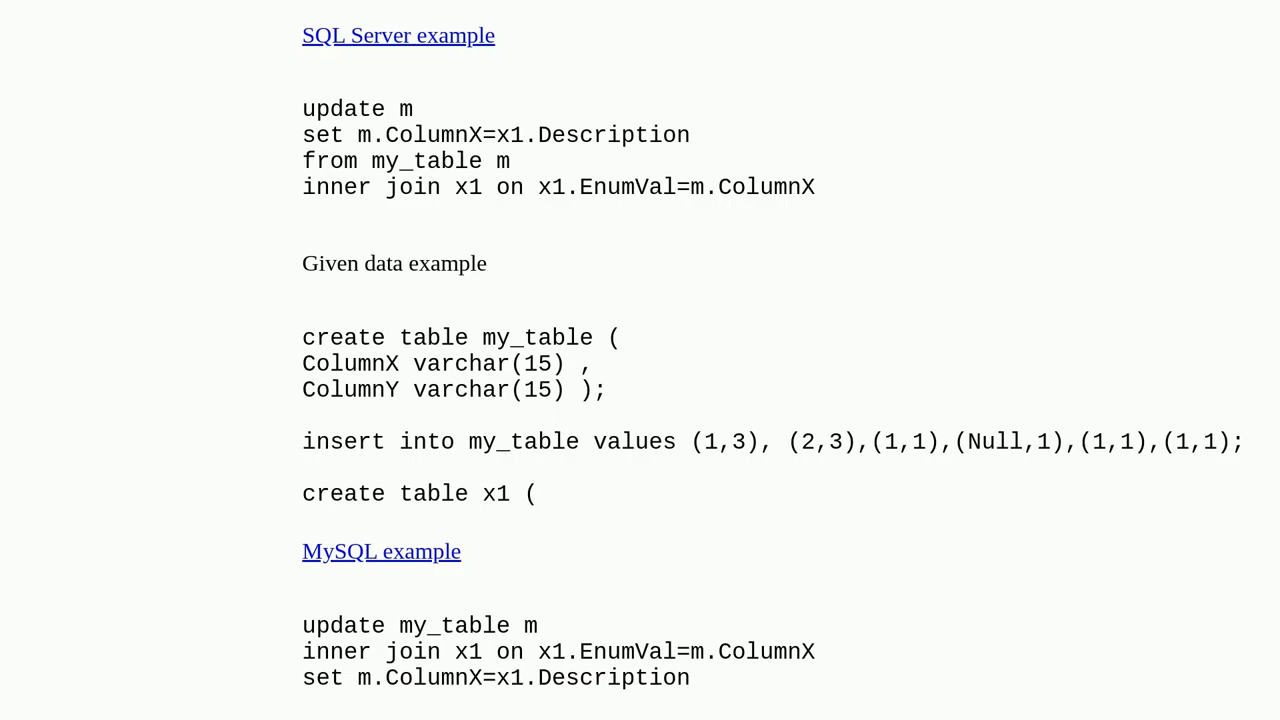 SQL Server example
update m
set m.ColumnX=x1.Description
from my_table m
inner join x1 on x1.EnumVal=m.ColumnX
Given data example
create table my_table (
ColumnX varchar(15) ,
ColumnY varchar(15) );
insert into my_table values (1,3), (2,3),(1,1),(Null,1),(1,1),(1,1);
create table x1 (
MySQL example
update my_table m
inner join x1 on x1.EnumVal=m.ColumnX
set m.ColumnX=x1.Description